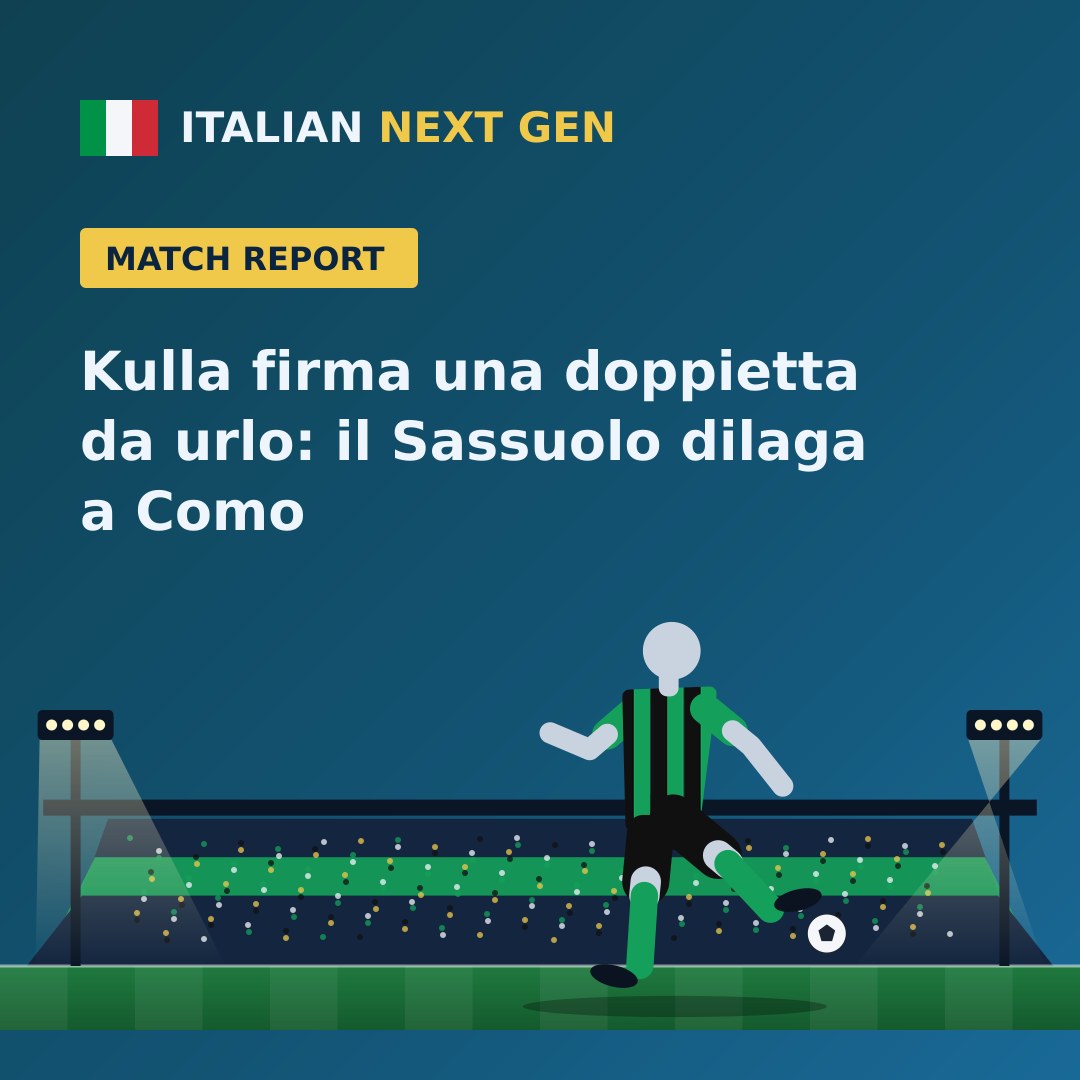 ITALIAN NEXT GEN
MATCH REPORT
Kulla firma una doppietta
da urlo: il Sassuolo dilaga
a Como